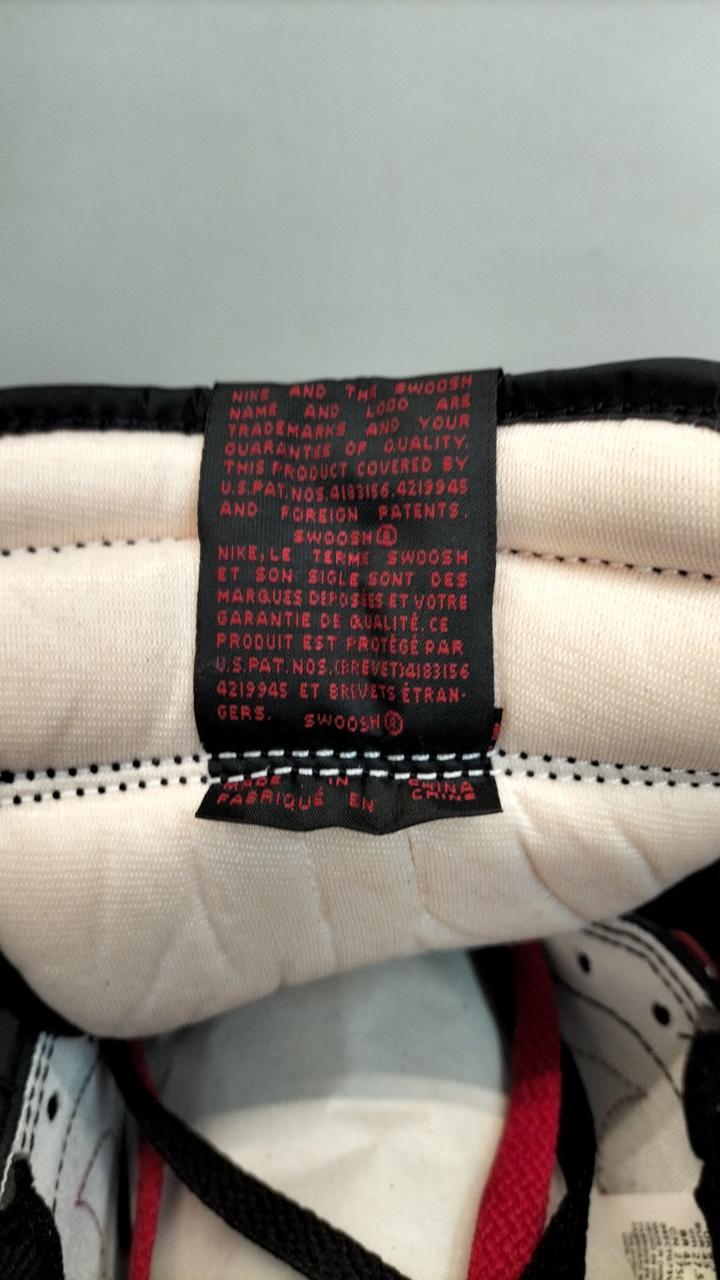 NIKE AND THE SWOOSH
NAME AND LOGO ARE
TRADEMARKS AND YOUR
GUARANTEE OF QUALITY.
THIS PRODUCT COVERED BY
U.S.PAT.NOS.4183156.4219945
AND FOREIGN PATENTS.
SWOOSH®
NIKE, LE TERME SWOOSH
ET SON SIGLE SONT DES
MARQUES DEPOSÉES ET VOTRE
GARANTIE DE QUALITÉ. CE
PRODUIT EST PROTÉGÉ PAR
U.S.PAT.NOS.(BREVET)4183156
4219945 ET BREVETS ÉTRAN-
GERS. SWOOSH®
MADE IN CHINA
FABRIQUÉ EN CHINE